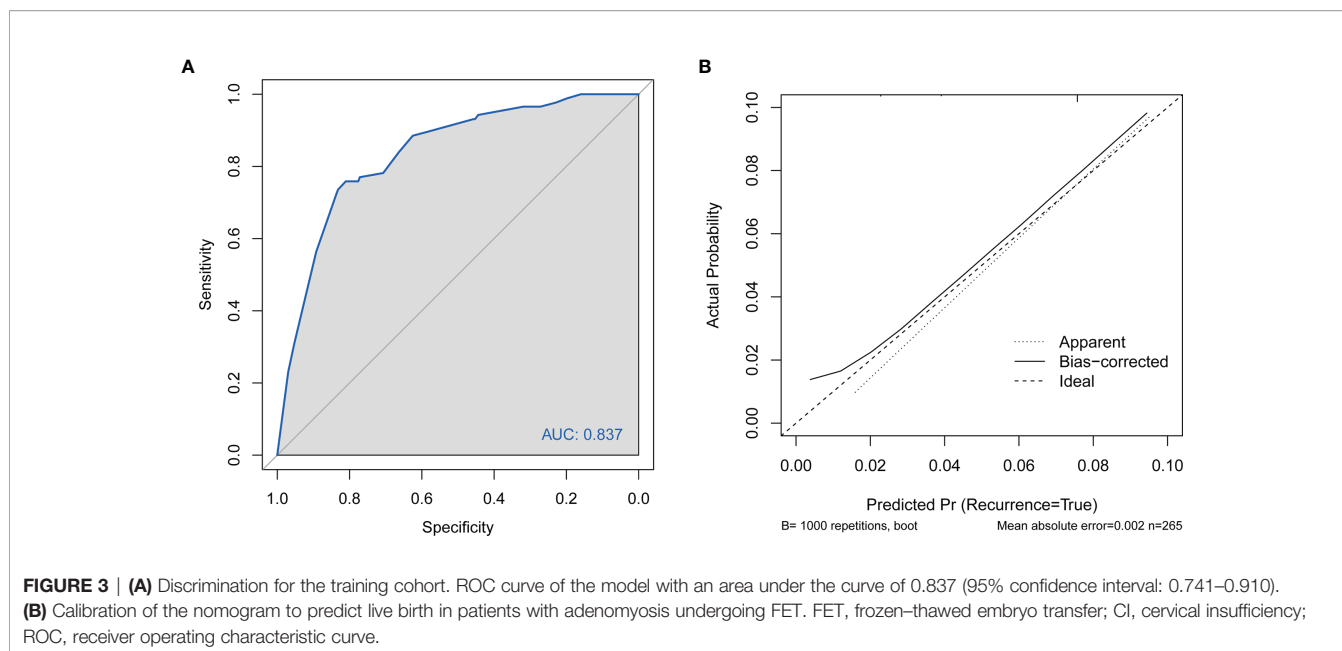 A
B
1.0
0.8
0.6
0.4
0.2
0.0
Sensitivity
AUC: 0.837
1.0 0.8 0.6 0.4 0.2 0.0
Specificity
0.10
0.08
0.06
0.04
0.02
0.00
Actual Probability
Apparent
Bias-corrected
Ideal
0.00 0.02 0.04 0.06 0.08 0.10
Predicted Pr (Recurrence=True)
B= 1000 repetitions, boot Mean absolute error=0.002 n=265
FIGURE 3 | (A) Discrimination for the training cohort. ROC curve of the model with an area under the curve of 0.837 (95% confidence interval: 0.741–0.910).
(B) Calibration of the nomogram to predict live birth in patients with adenomyosis undergoing FET. FET, frozen–thawed embryo transfer; CI, cervical insufficiency;
ROC, receiver operating characteristic curve.